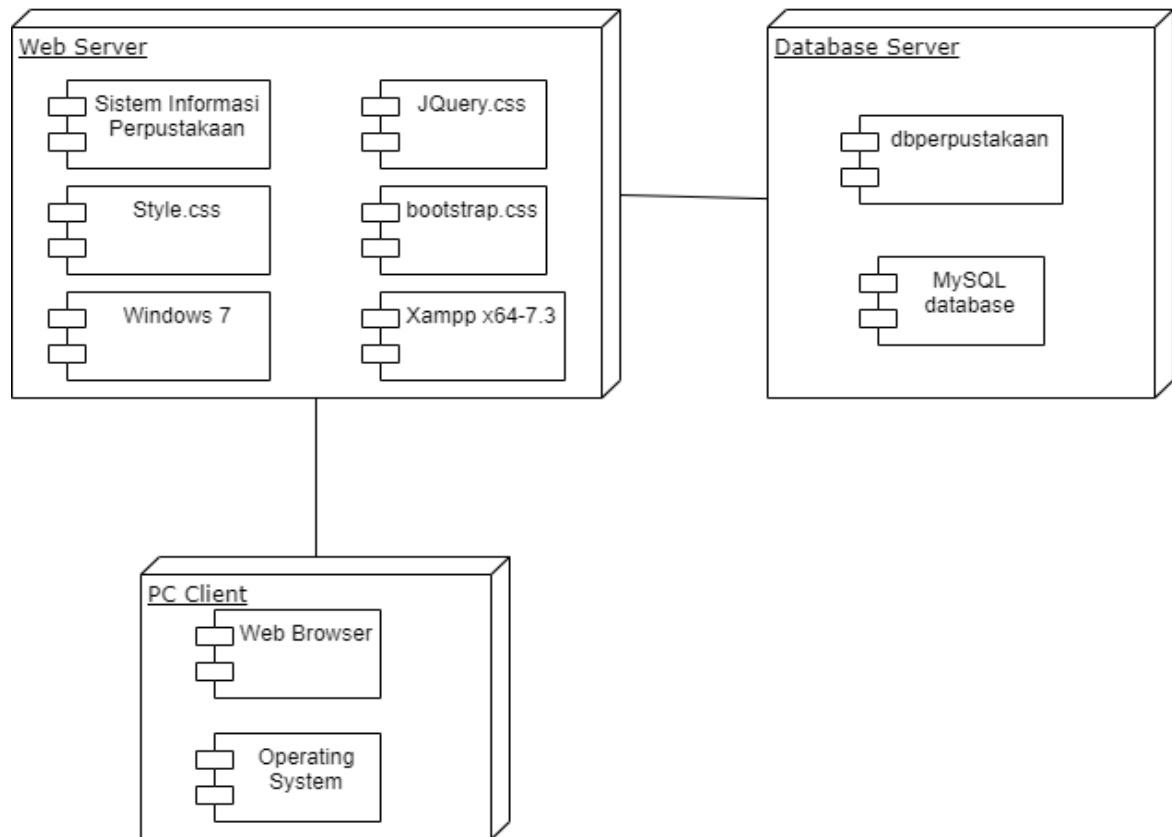 Web Server
Sistem Informasi
Perpustakaan
JQuery.css
Style.css
bootstrap.css
Windows 7
Xampp x64-7.3
Database Server
dbperpustakaan
MySQL
database
PC Client
Web Browser
Operating
System